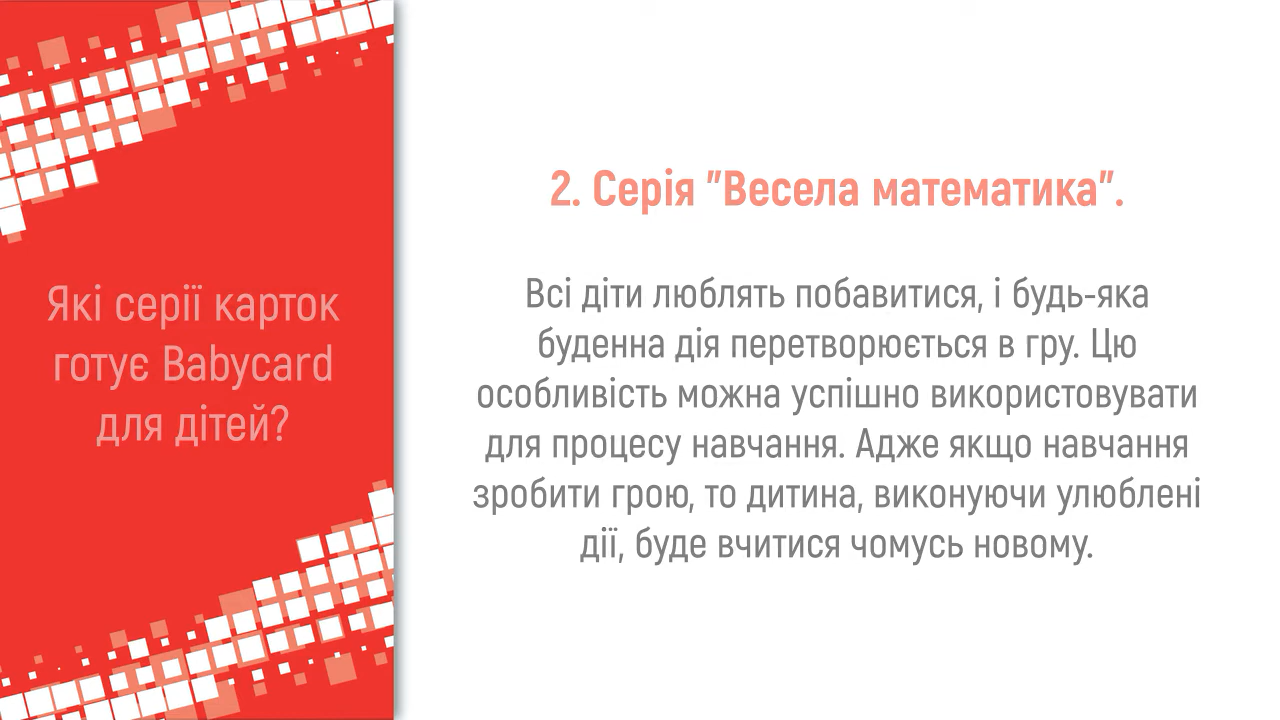 Які серії карток
готує Babycard
для дітей?
2. Серія "Весела математика".
Всі діти люблять побавитися, і будь-яка
буденна дія перетворюється в гру. Цю
особливість можна успішно використовувати
для процесу навчання. Адже якщо навчання
зробити грою, то дитина, виконуючи улюблені
дії, буде вчитися чомусь новому.